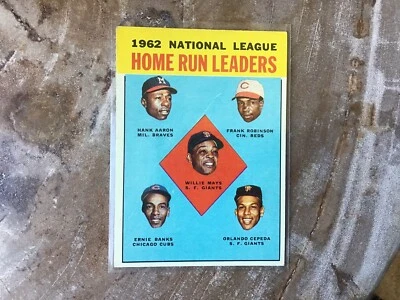 1962 NATIONAL LEAGUE
HOME RUN LEADERS
HANK AARON
MIL. BRAVES
FRANK ROBINSON
CIN. REDS
WILLIE MAYS
S. F. GIANTS
ERNIE BANKS
CHICAGO CUBS
ORLANDO CEPEDA
S. F. GIANTS